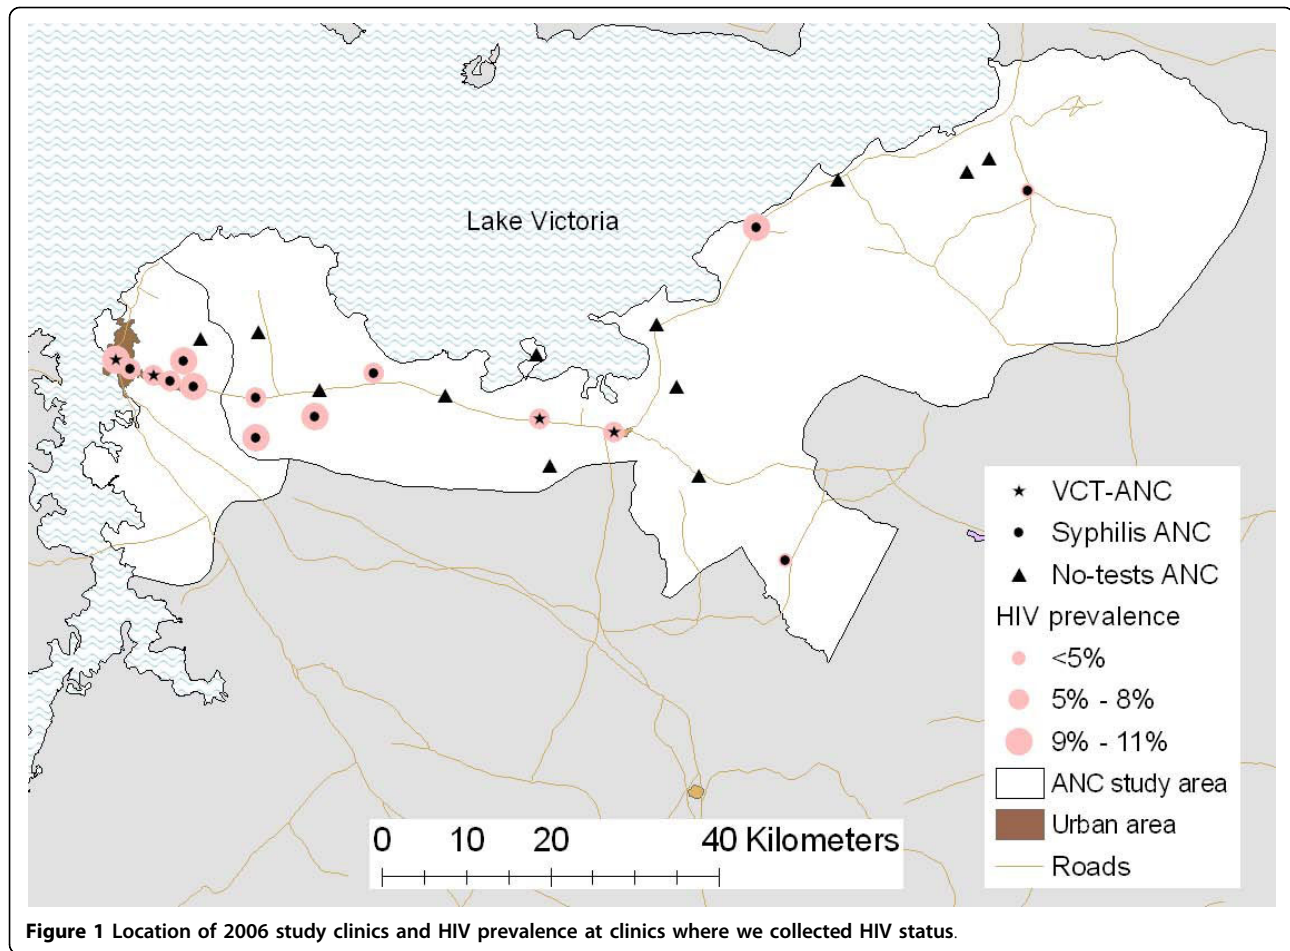 Lake Victoria
VCT-ANC
Syphilis ANC
No-tests ANC
HIV prevalence
<5%
5% - 8%
9% - 11%
ANC study area
Urban area
Roads
0 10 20 40 Kilometers
Figure 1 Location of 2006 study clinics and HIV prevalence at clinics where we collected HIV status.